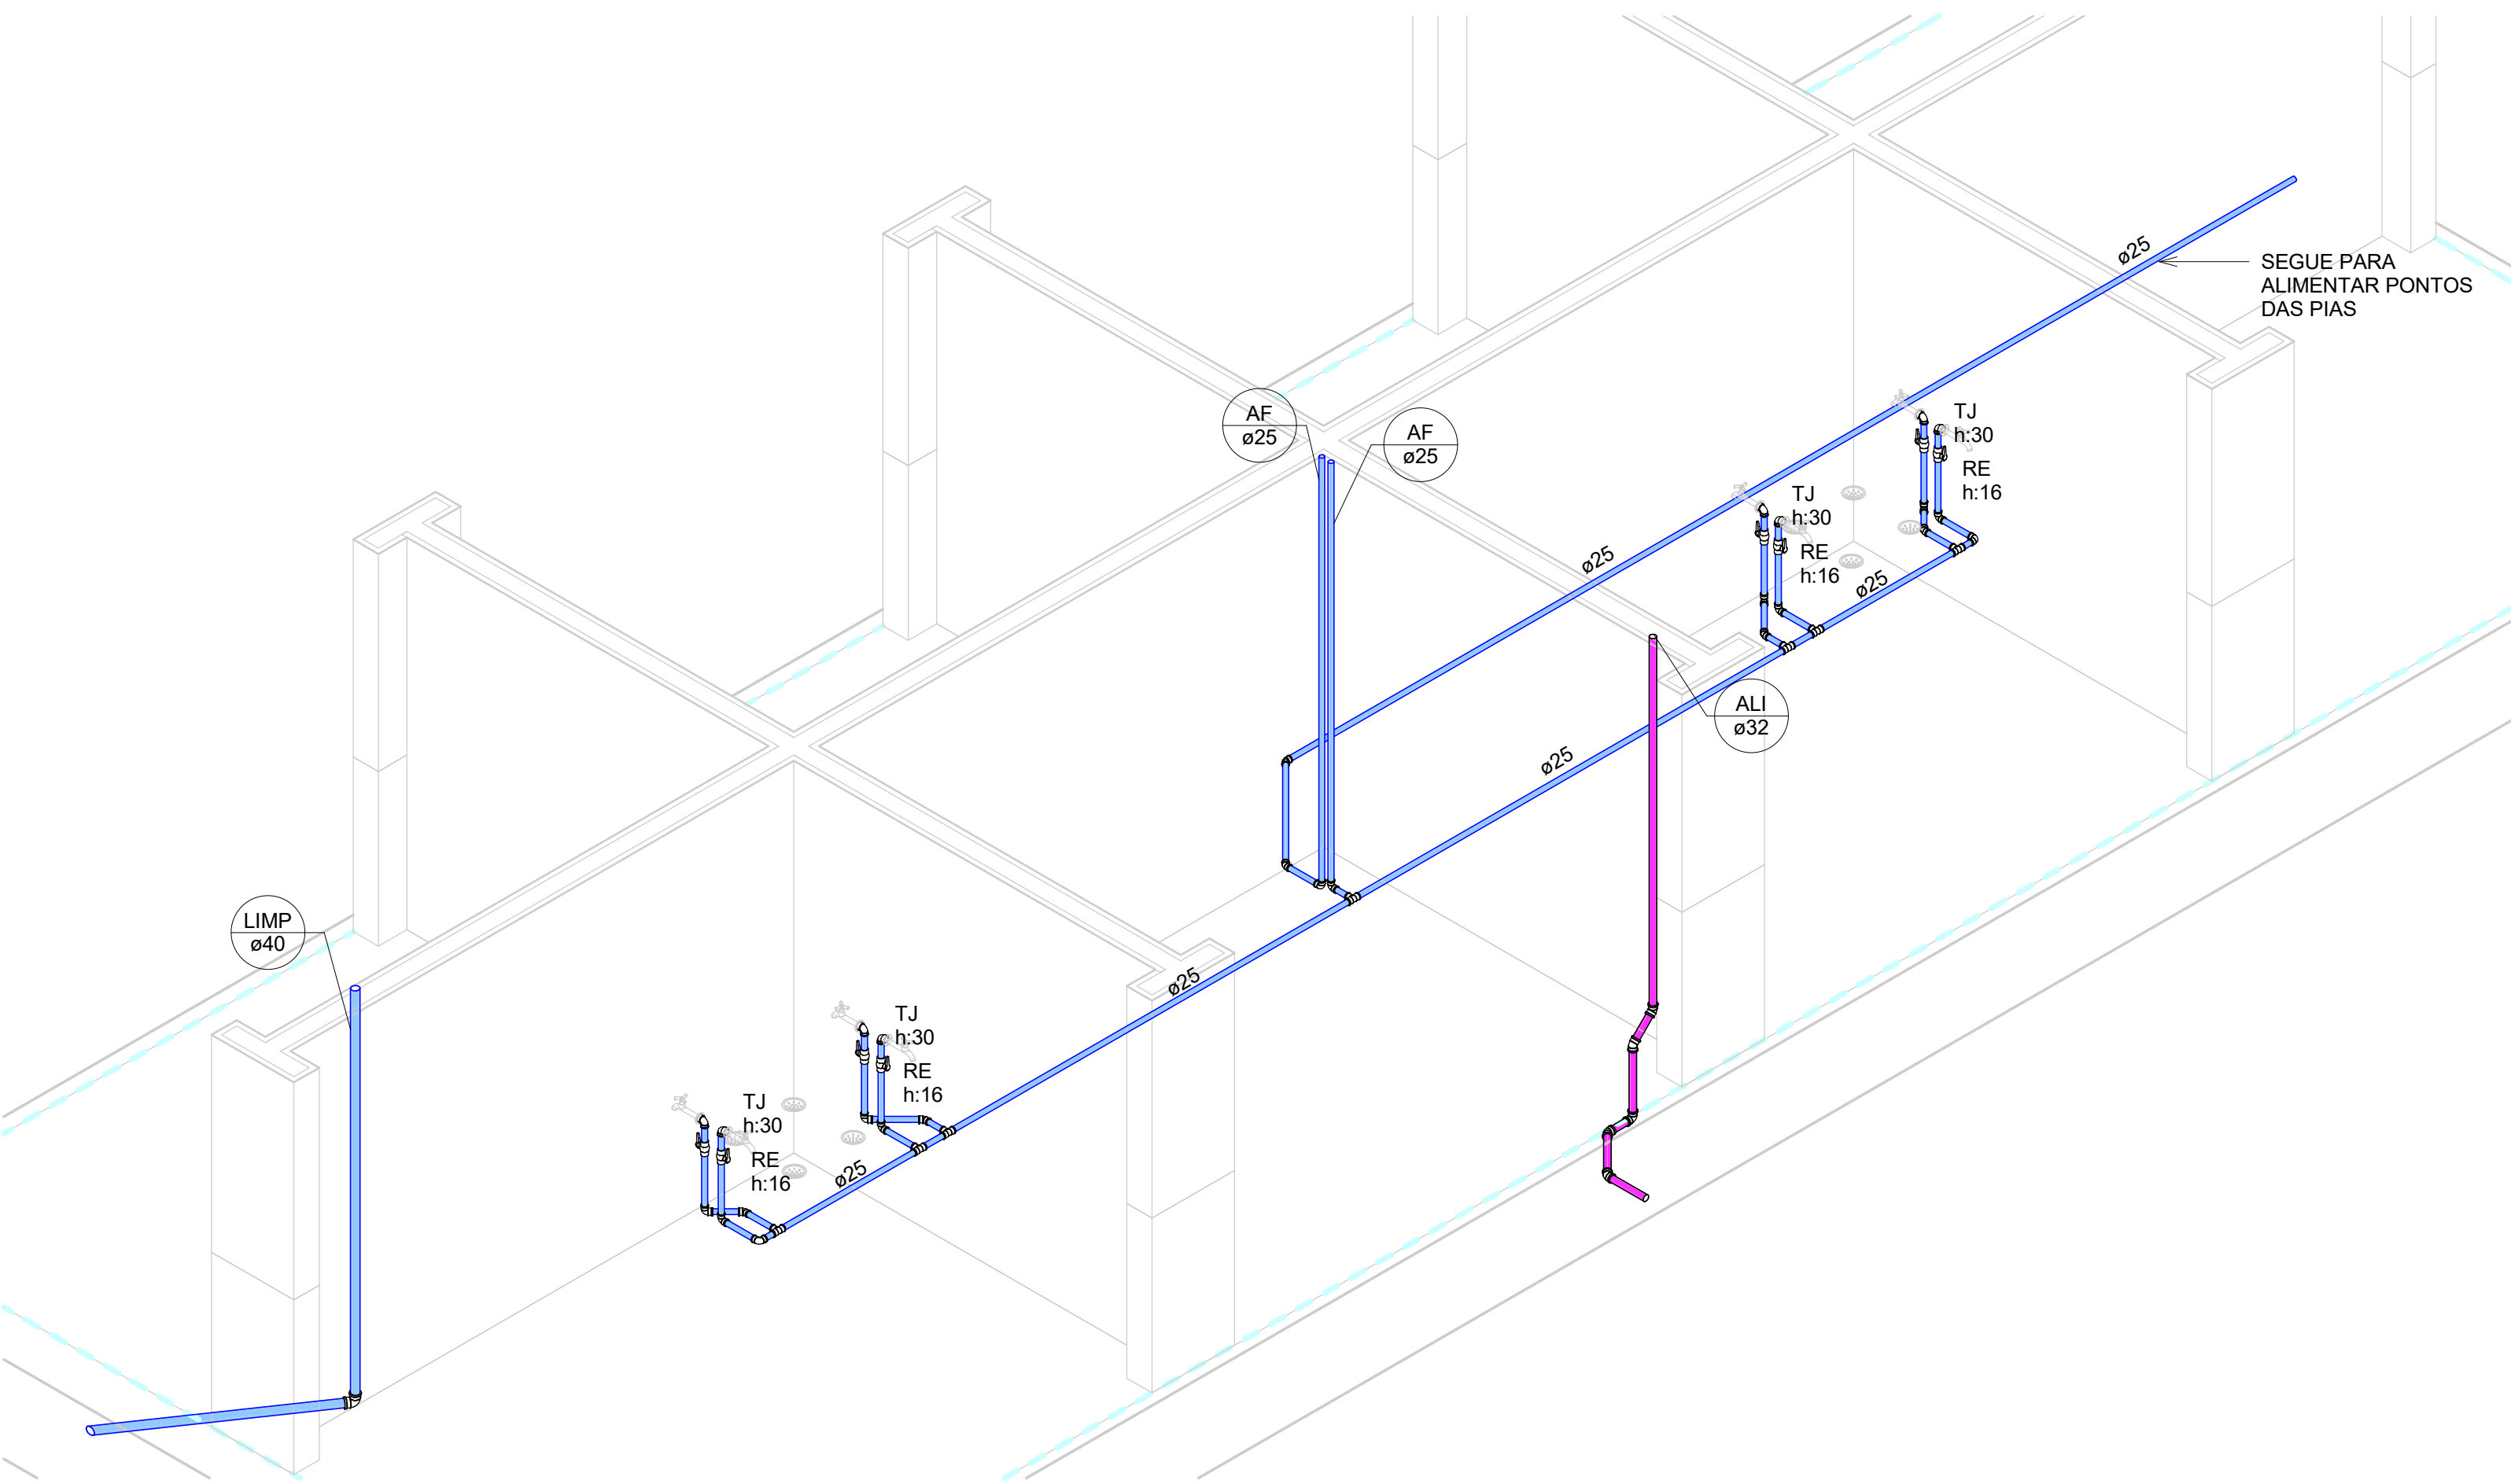 ø25
SEGUE PARA
ALIMENTAR PONTOS
DAS PIAS
AF
ø25
AF
ø25
TJ
h:30
RE
h:16
TJ
h:30
RE
h:16
ø25
ø25
ALI
ø32
ø25
LIMP
ø40
ø25
TJ
h:30
RE
h:16
TJ
h:30
RE
h:16
ø25